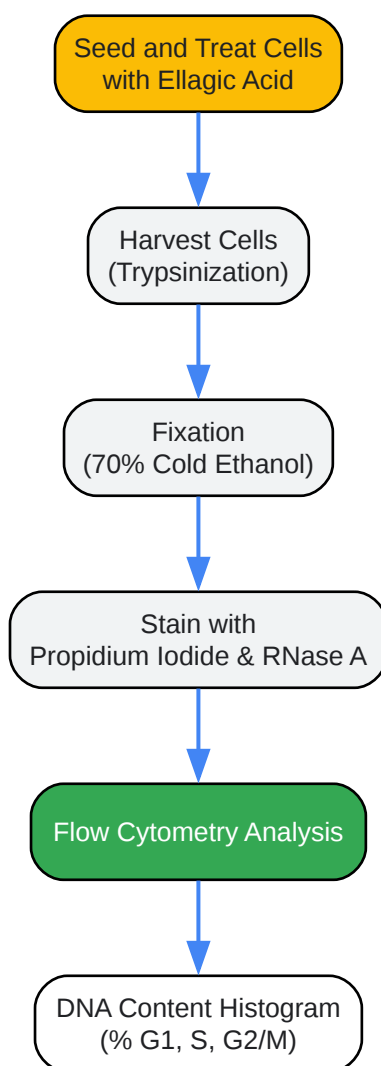 Seed and Treat Cells
with Ellagic Acid
Harvest Cells
(Trypsinization)
Fixation
(70% Cold Ethanol)
Stain with
Propidium Iodide & RNase A
Flow Cytometry Analysis
DNA Content Histogram
(% G1, S, G2/M)